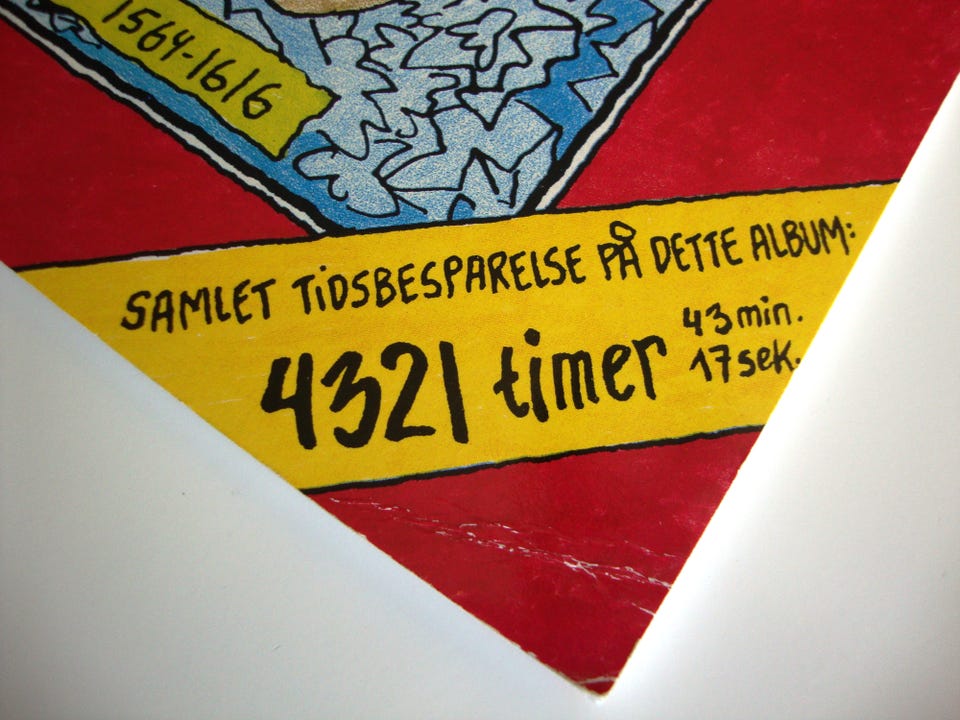 1564-1616
SAMLET TiDSBESPARELSE PÅ DETTE ALBUM:
4321 timer 43 min.
17 sek.